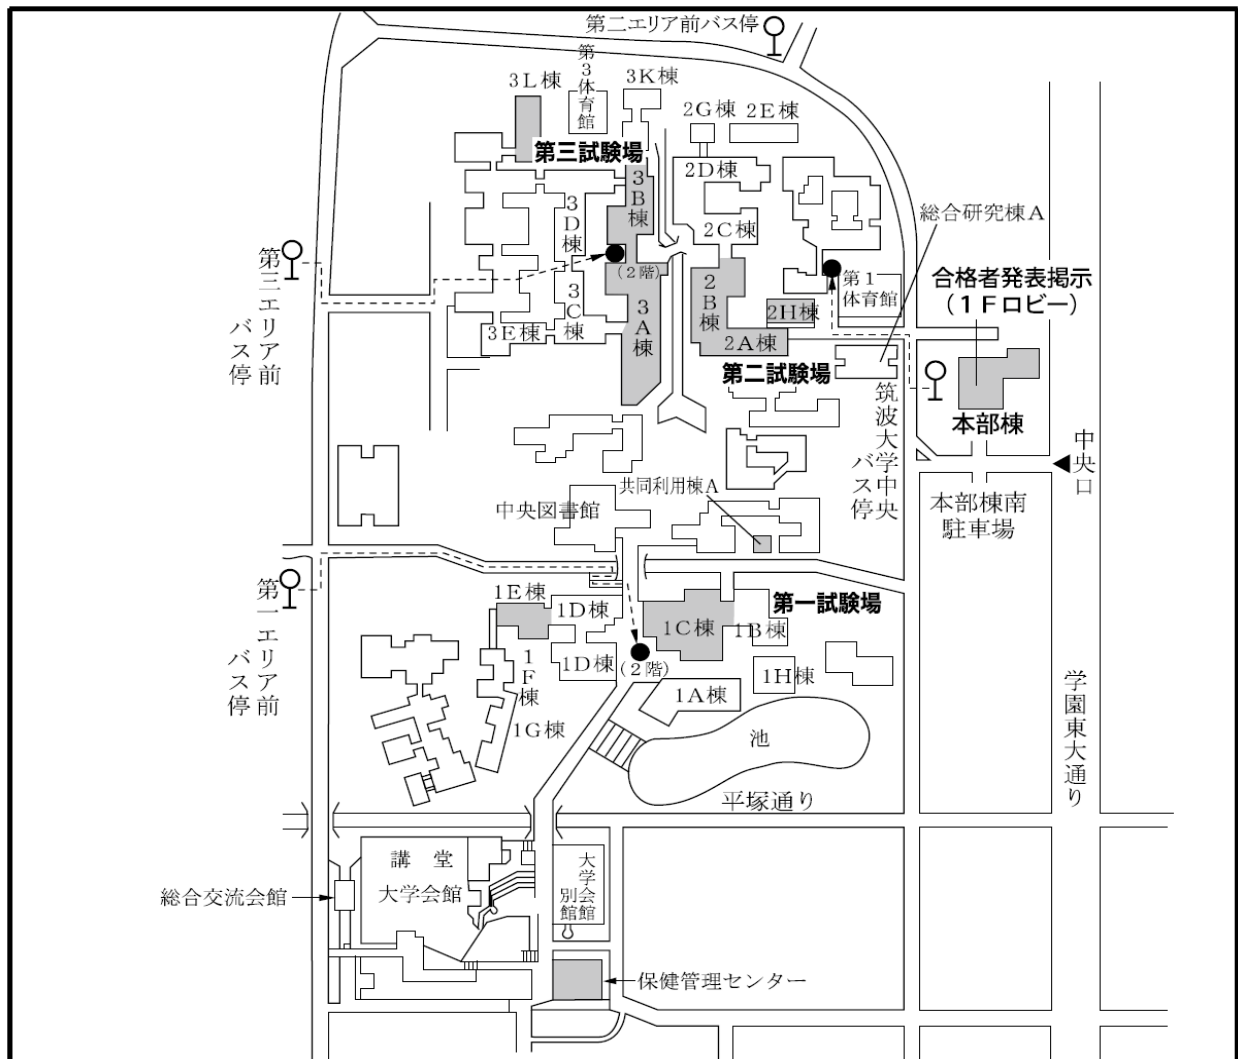 第二エリア前バス停
第3体育館
3L棟
3K棟
2G棟
2E棟
第三試験場
2D棟
3B棟
3D棟
総合研究棟A
2C棟
第三エリア前
バス停
(2階)
第1
体育館
合格者発表掲示
(1Fロビー)
2B棟
2H棟
3C棟
3A棟
3E棟
2A棟
第二試験場
筑波大学中央
バス停
本部棟
中央口
共同利用棟A
中央図書館
本部棟南
駐車場
第一エリア前
バス停
1E棟
1D棟
第一試験場
1C棟
1B棟
1F棟
1D棟
(2階)
1H棟
1A棟
1G棟
池
学園東大通り
平塚通り
講堂
大学会館
大学会館
別館
総合交流会館
保健管理センター